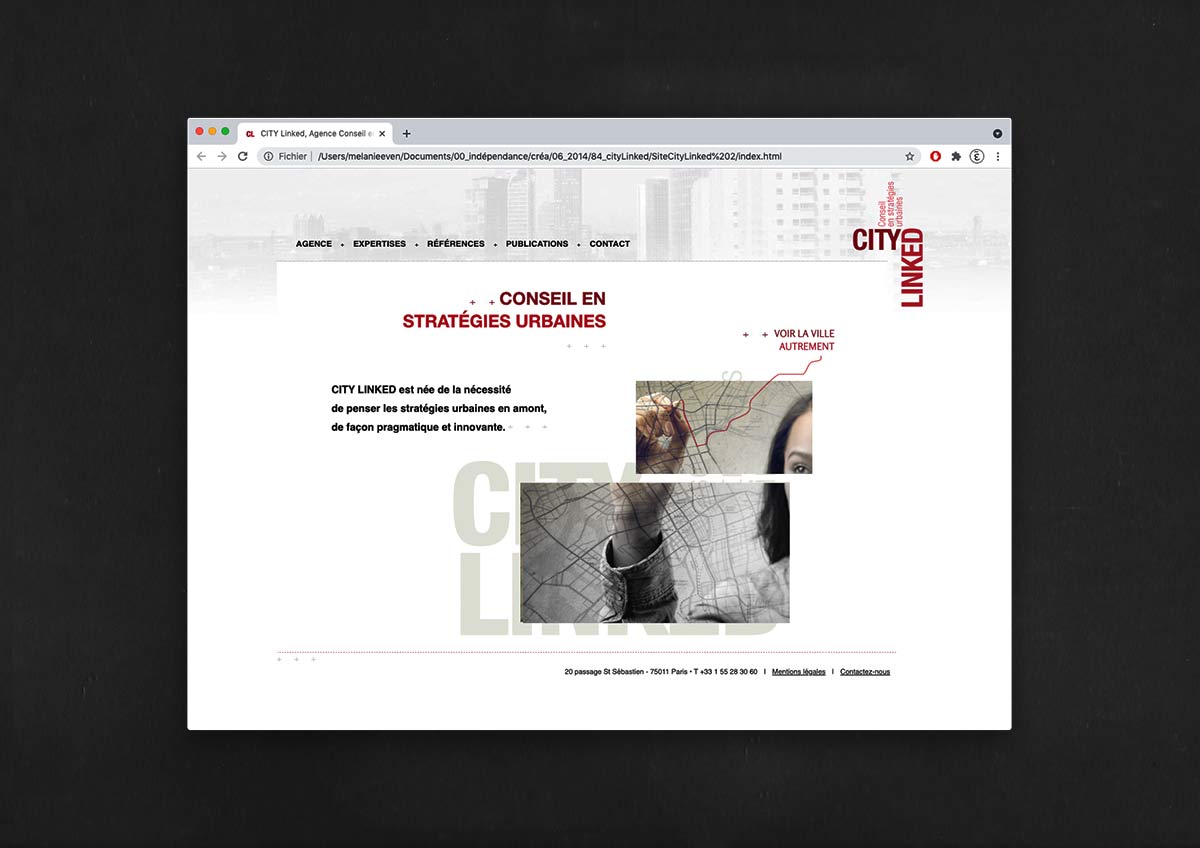 CL CITY Linked, Agence Conseil e
Fichier | /Users/melanieeven/Documents/00_indépendance/créa/06_2014/84_cityLinked/SiteCityLinked%202/index.html
Conseil
en stratégies
urbaines
CITY
LINKED
AGENCE + EXPERTISES + RÉFÉRENCES + PUBLICATIONS + CONTACT
+ + CONSEIL EN
STRATÉGIES URBAINES
+ + +
+ + VOIR LA VILLE
AUTREMENT
CITY LINKED est née de la nécessité
de penser les stratégies urbaines en amont,
de façon pragmatique et innovante. + + +
CITY
LINKED
+ + +
20 passage St Sébastien - 75011 Paris • T +33 1 55 28 30 60 I Mentions légales I Contactez-nous